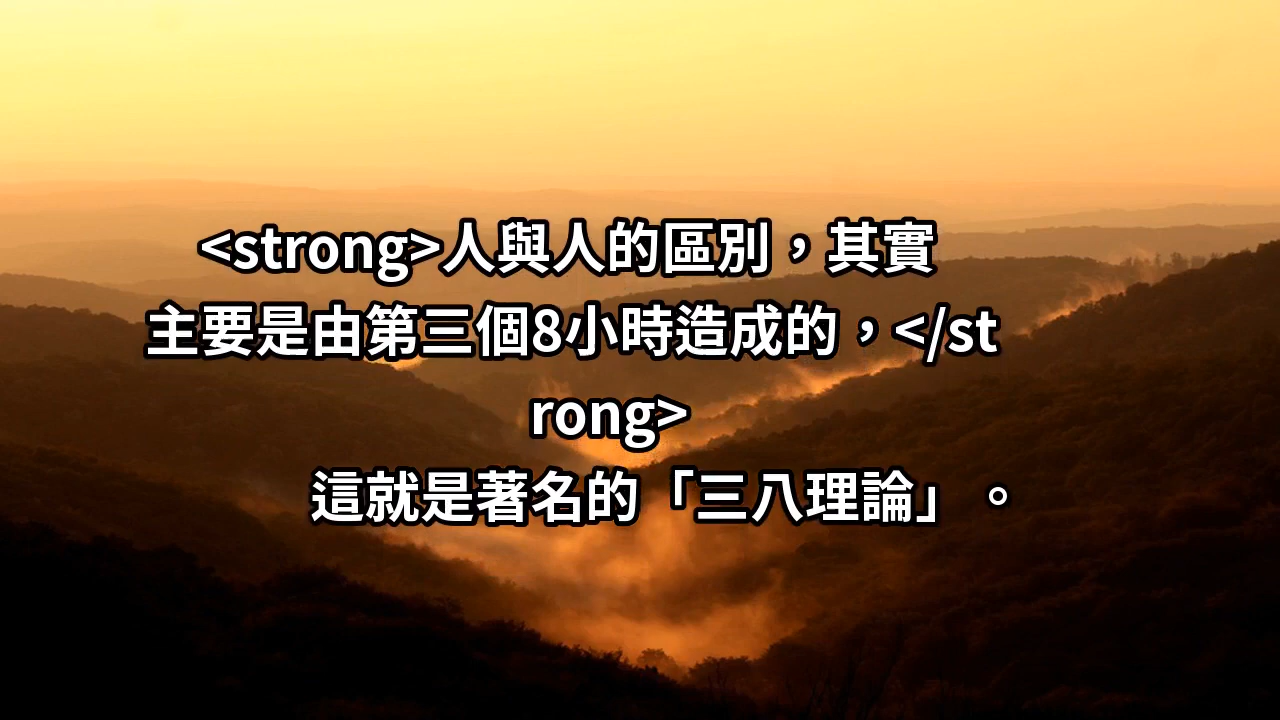 <strong>人與人的區別，其實
主要是由第三個8小時造成的，</st
rong>
這就是著名的「三八理論」。